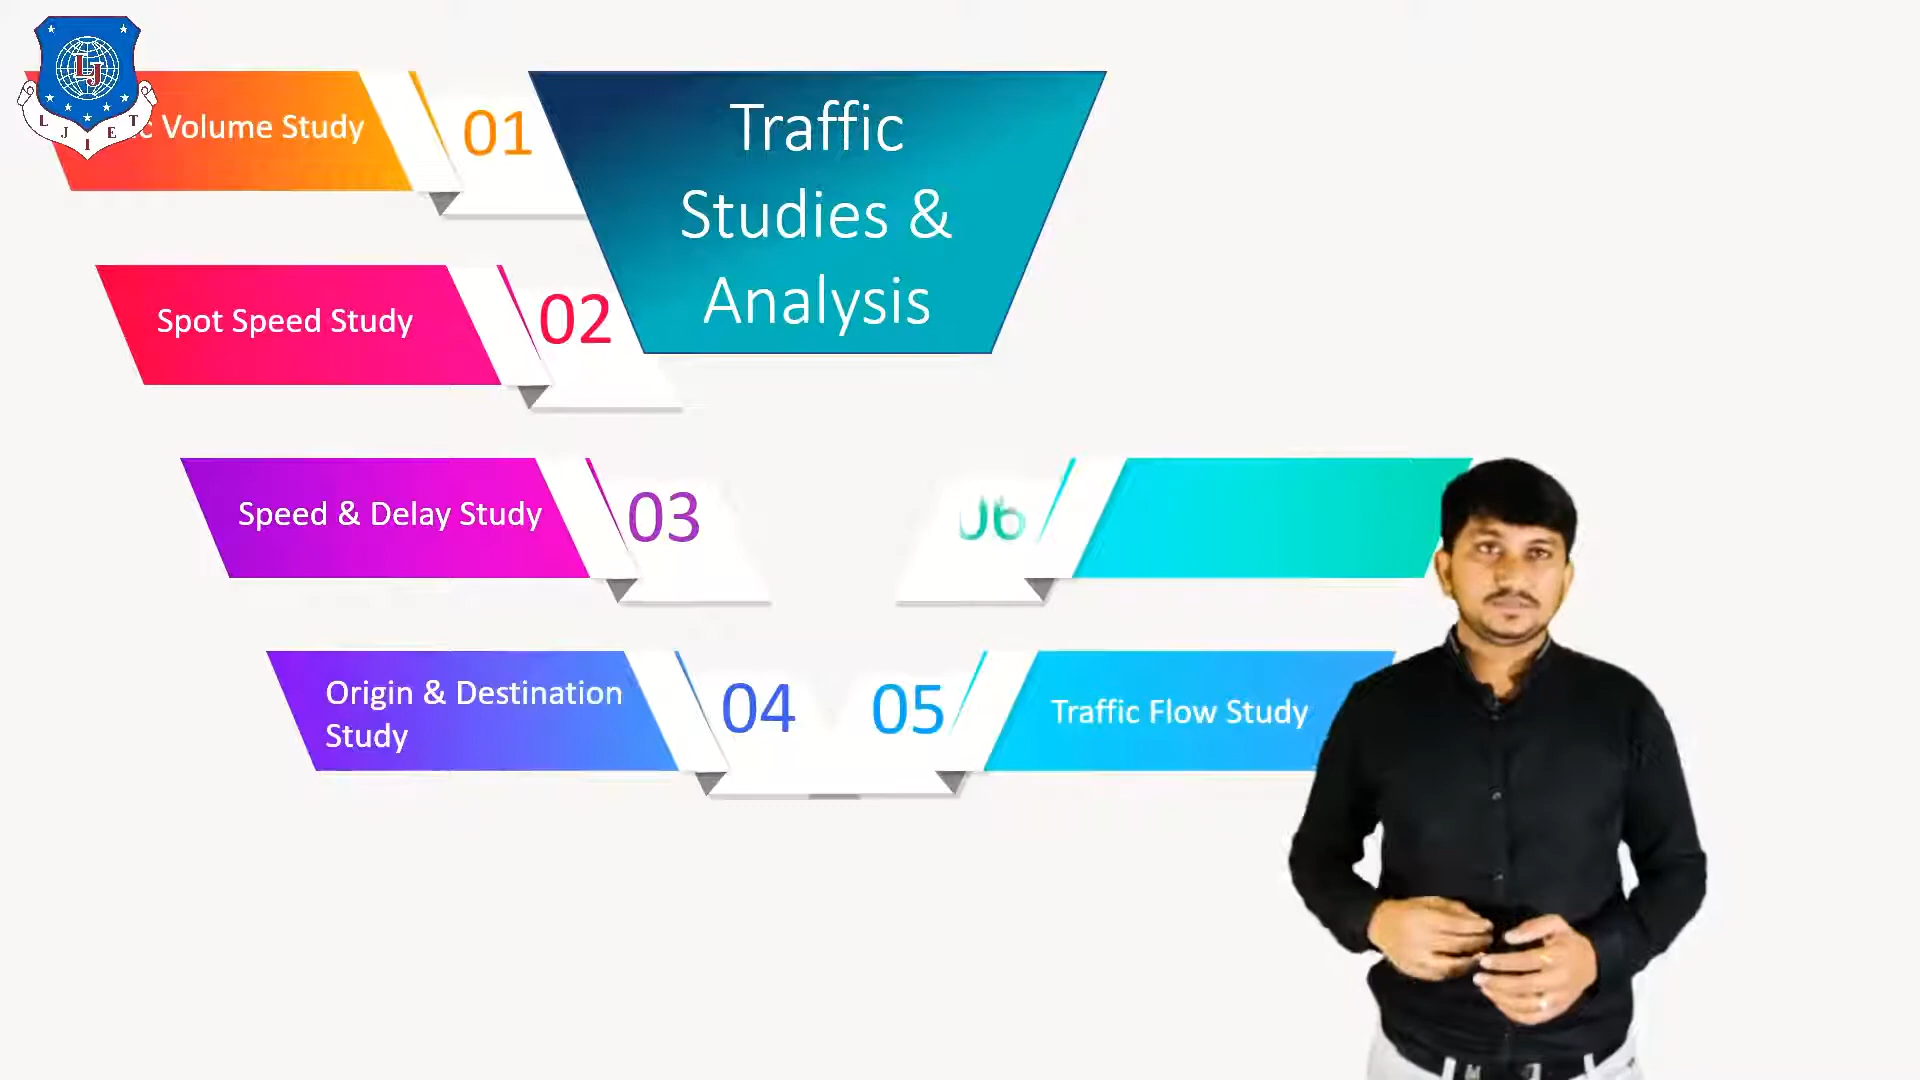 L J I E T
c Volume Study
01
Traffic
Studies &
Analysis
Spot Speed Study
02
Speed & Delay Study
03
06
Origin & Destination
Study
04
05
Traffic Flow Study